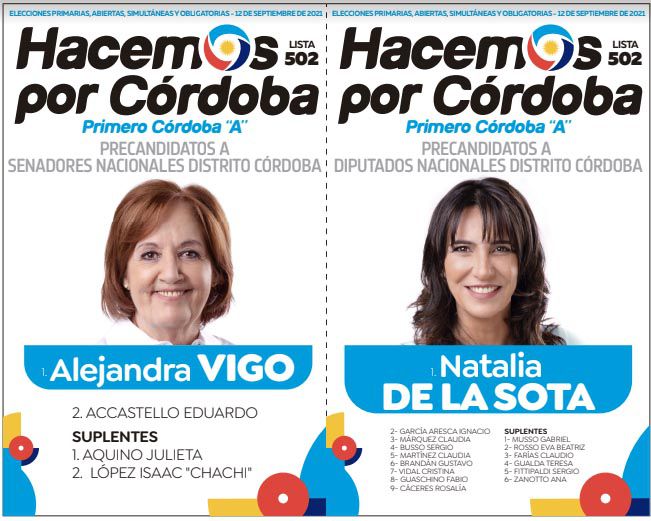 ELECCIONES PRIMARIAS, ABIERTAS, SIMULTÁNEAS Y OBLIGATORIAS - 12 DE SEPTIEMBRE DE 2021
Hacemos
por Córdoba
LISTA
502
Primero Córdoba "A"
PRECANDIDATOS A
SENADORES NACIONALES DISTRITO CÓRDOBA
1. Alejandra VIGO
2. ACCASTELLO EDUARDO
SUPLENTES
1. AQUINO JULIETA
2. LÓPEZ ISAAC "CHACHI"
ELECCIONES PRIMARIAS, ABIERTAS, SIMULTÁNEAS Y OBLIGATORIAS - 12 DE SEPTIEMBRE DE 2021
Hacemos
por Córdoba
LISTA
502
Primero Córdoba "A"
PRECANDIDATOS A
DIPUTADOS NACIONALES DISTRITO CÓRDOBA
1. Natalia
DE LA SOTA
2- GARCÍA ARESCA IGNACIO
3- MÁRQUEZ CLAUDIA
4- BUSSO SERGIO
5- MARTÍNEZ CLAUDIA
6- BRANDÁN GUSTAVO
7- VIDAL CRISTINA
8- GUASCHINO FABIO
9- CÁCERES ROSALÍA
SUPLENTES
1- MUSSO GABRIEL
2- ROSSO EVA BEATRIZ
3- FARÍAS CLAUDIO
4- GUALDA TERESA
5- FITTIPALDI SERGIO
6- ZANOTTO ANA